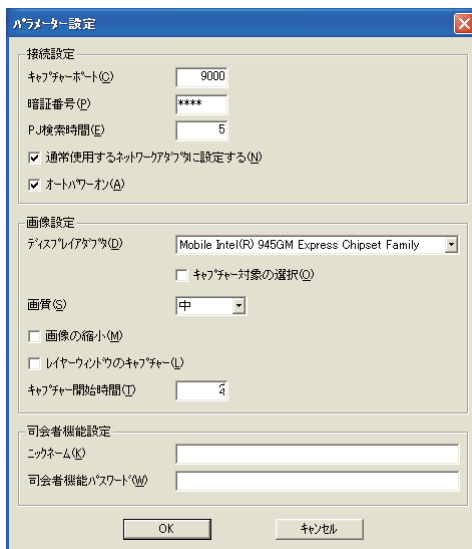 パラメーター設定
接続設定
キャプチャーポート(C) 9000
暗証番号(P) ****
PJ検索時間(E) 5
通常使用するネットワークアダプタに設定する(N)
オートパワーオン(A)
画像設定
ディスプレイアダプタ(D) Mobile Intel(R) 945GM Express Chipset Family
キャプチャー対象の選択(O)
画質(S) 中
画像の縮小(M)
レイヤーウィンドウのキャプチャー(L)
キャプチャー開始時間(T)
司会者機能設定
ニックネーム(K)
司会者機能パスワード(W)
OK キャンセル